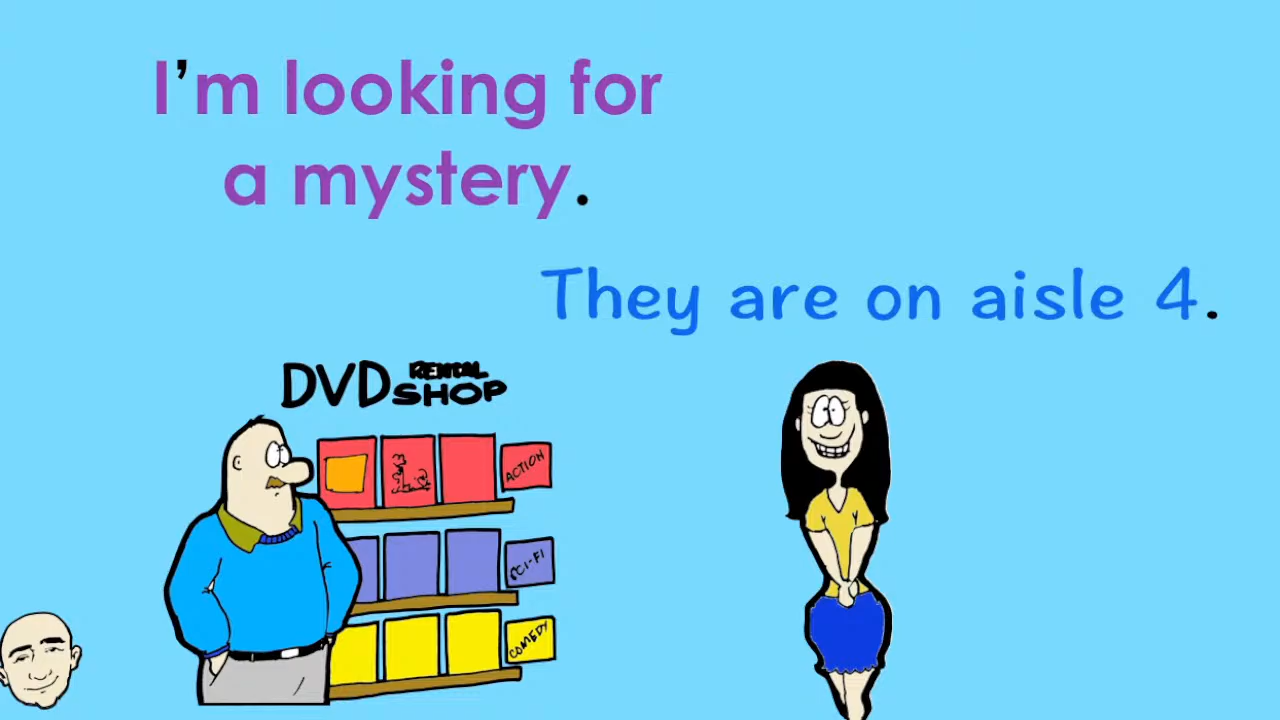 I’m looking for
a mystery.
They are on aisle 4.
DVD RENTAL SHOP
ACTION
SCI-FI
COMEDY